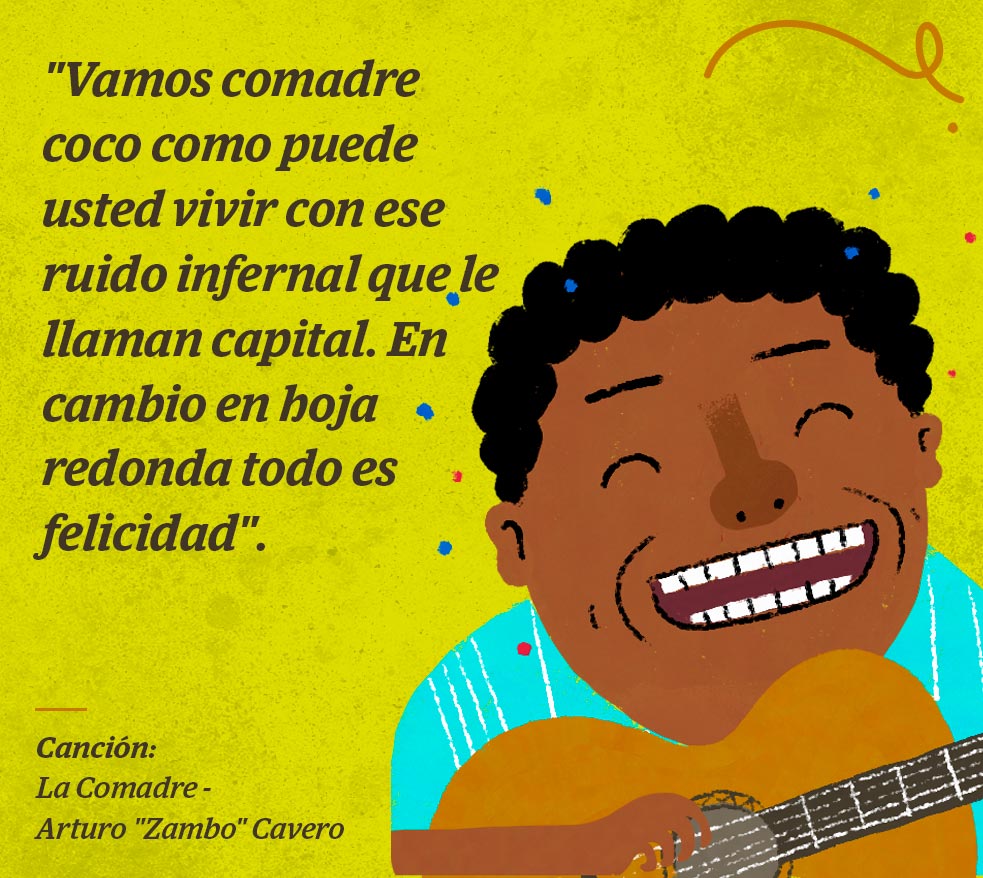 "Vamos comadre
coco como puede
usted vivir con ese
ruido infernal que le
llaman capital. En
cambio en hoja
redonda todo es
felicidad".
Canción:
La Comadre -
Arturo "Zambo" Cavero